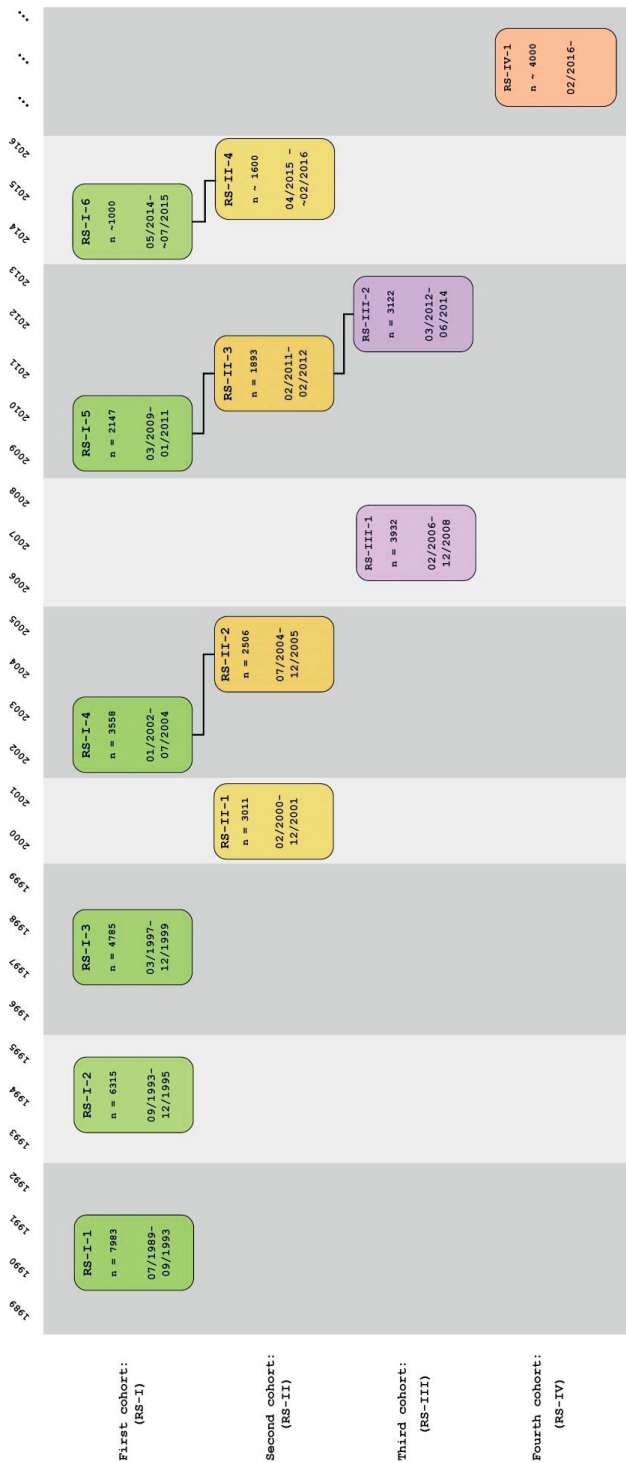 ...
...
...
2016
2015
2014
2013
2012
2011
2010
2009
2008
2007
2006
2005
2004
2003
2002
2001
2000
1999
1998
1997
1996
1995
1994
1993
1992
1991
1990
1989
RS-I-6
n ~1000
05/2014-
~07/2015
RS-I-5
n = 2147
03/2009-
01/2011
RS-I-4
n = 3558
01/2002-
07/2004
RS-I-3
n = 4785
03/1997-
12/1999
RS-I-2
n = 6315
09/1993-
12/1995
RS-I-1
n = 7983
07/1989-
09/1993
First cohort:
(RS-I)
RS-II-4
n ~ 1600
04/2015 -
~02/2016
RS-II-3
n = 1893
02/2011-
02/2012
RS-II-2
n = 2506
07/2004-
12/2005
RS-II-1
n = 3011
02/2000-
12/2001
Second cohort:
(RS-II)
RS-III-2
n = 3122
03/2012-
06/2014
RS-III-1
n = 3932
02/2006-
12/2008
Third cohort:
(RS-III)
RS-IV-1
n ~ 4000
02/2016-
Fourth cohort:
(RS-IV)